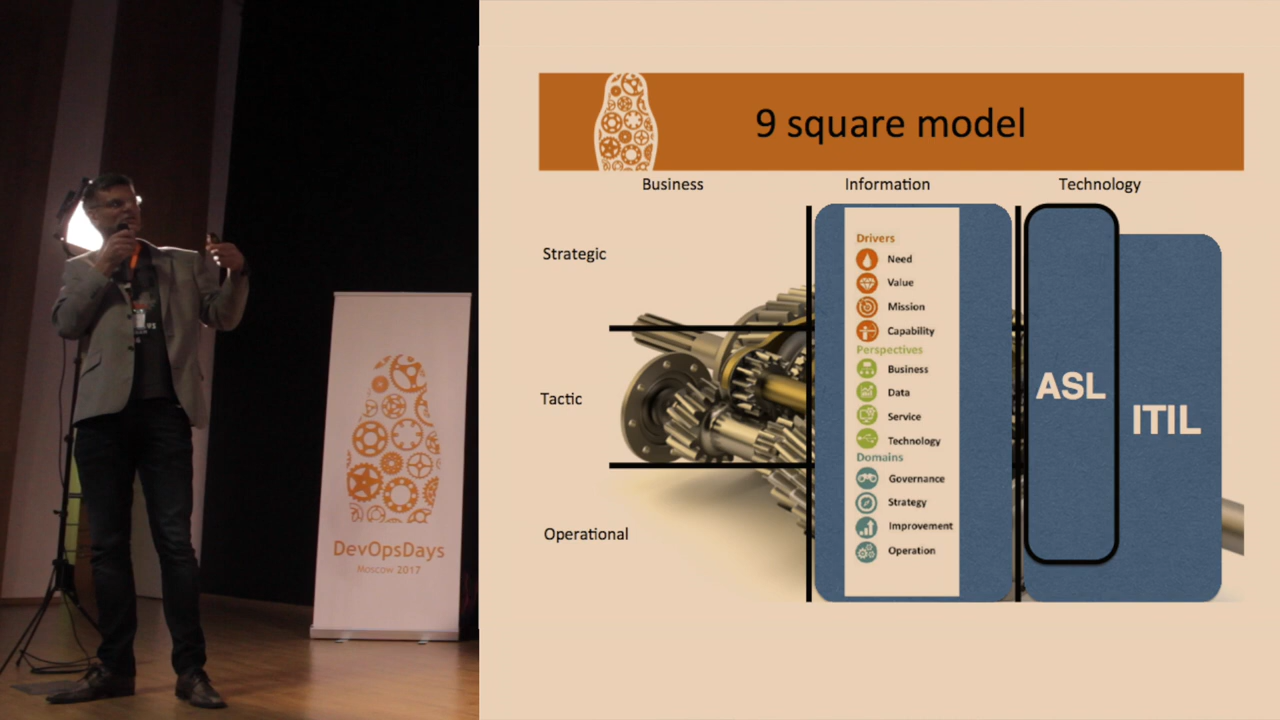 DevOpsDays
Moscow 2017
9 square model
Business
Information
Technology
Strategic
Tactic
Operational
Drivers
Need
Value
Mission
Capability
Perspectives
Business
Data
Service
Technology
Domains
Governance
Strategy
Improvement
Operation
ASL
ITIL